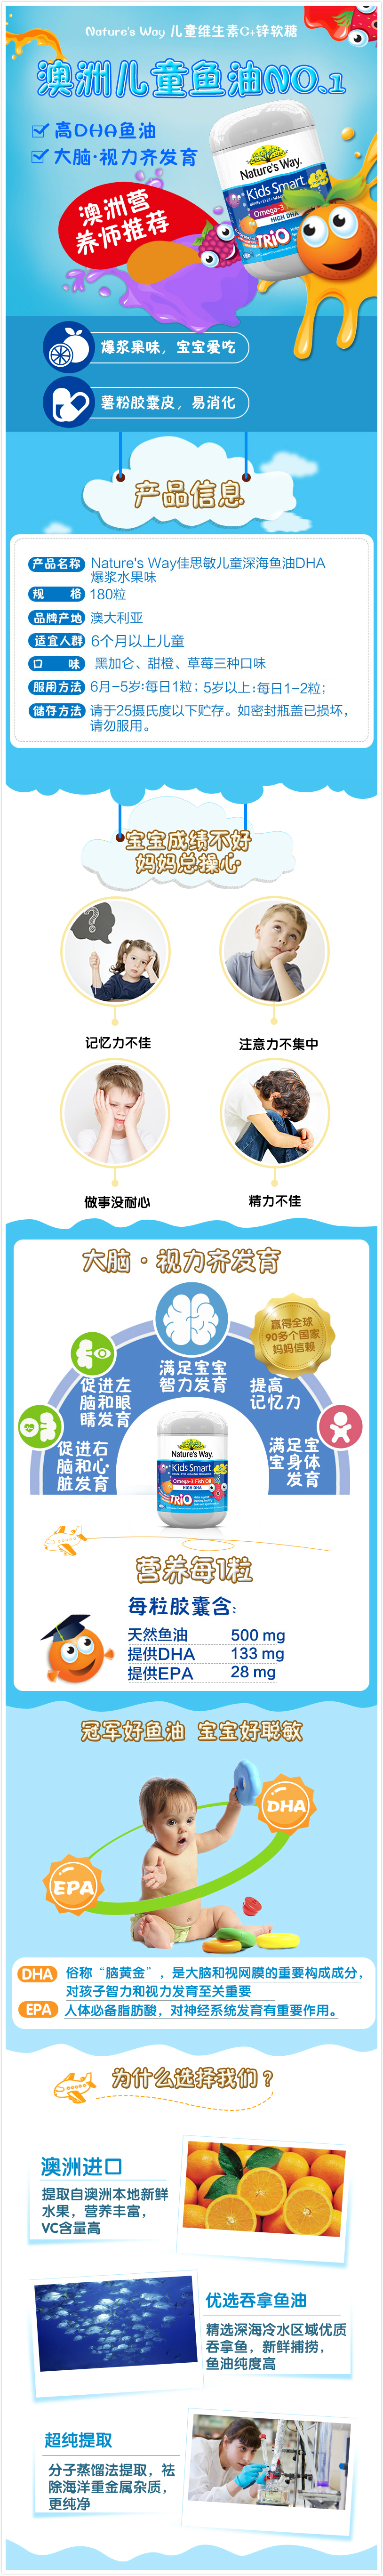 Nature's Way 儿童维生素C+锌软糖
澳洲儿童鱼油NO.1
高DHA鱼油
大脑·视力齐发育
澳洲营
养师推荐
Nature's Way.
Kids Smart
Omega-3
HIGH DHA
TRIO
爆浆果味，宝宝爱吃
薯粉胶囊皮，易消化
产品信息
产品名称 Nature's Way佳思敏儿童深海鱼油DHA
爆浆水果味
规 格 180粒
品牌产地 澳大利亚
适宜人群 6个月以上儿童
口 味 黑加仑、甜橙、草莓三种口味
服用方法 6月-5岁:每日1粒；5岁以上:每日1-2粒；
储存方法 请于25摄氏度以下贮存。如密封瓶盖已损坏，
请勿服用。
宝宝成绩不好
妈妈总操心
?
记忆力不佳
注意力不集中
做事没耐心
精力不佳
大脑·视力齐发育
赢得全球
90多个国家
妈妈信赖
满足宝宝
智力发育
促进左
脑和眼
睛发育
提高
记忆力
促进右
脑和心
脏发育
满足宝
宝身体
发育
Nature's Way.
Kids Smart
Omega-3 Fish Oil
HIGH DHA
TRIO
营养每1粒
每粒胶囊含:
天然鱼油 500 mg
提供DHA 133 mg
提供EPA 28 mg
冠军好鱼油 宝宝好聪敏
DHA
EPA
DHA 俗称“脑黄金”，是大脑和视网膜的重要构成成分，
对孩子智力和视力发育至关重要
EPA 人体必备脂肪酸，对神经系统发育有重要作用。
为什么选择我们？
澳洲进口
提取自澳洲本地新鲜
水果，营养丰富，
VC含量高
优选吞拿鱼油
精选深海冷水区域优质
吞拿鱼，新鲜捕捞，
鱼油纯度高
超纯提取
分子蒸馏法提取，祛
除海洋重金属杂质，
更纯净